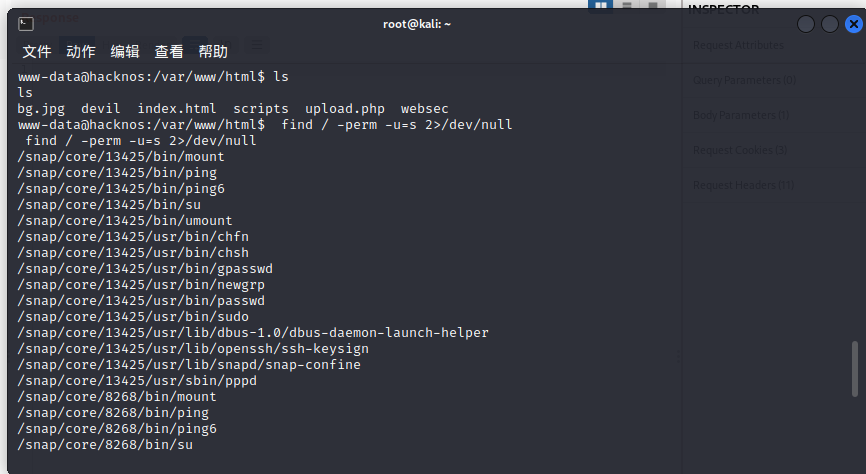 INSPECTOR
root@kali: ~
Request Attributes
文件 动作 编辑 查看 帮助
Query Parameters (0)
Body Parameters (1)
Request Cookies (3)
www-data@hacknos:/var/www/html$ ls
ls
bg.jpg  devil  index.html  scripts  upload.php  websec
www-data@hacknos:/var/www/html$  find / -perm -u=s 2>/dev/null
 find / -perm -u=s 2>/dev/null
/snap/core/13425/bin/mount
/snap/core/13425/bin/ping
/snap/core/13425/bin/ping6
/snap/core/13425/bin/su
/snap/core/13425/bin/umount
/snap/core/13425/usr/bin/chfn
/snap/core/13425/usr/bin/chsh
/snap/core/13425/usr/bin/gpasswd
/snap/core/13425/usr/bin/newgrp
/snap/core/13425/usr/bin/passwd
/snap/core/13425/usr/bin/sudo
/snap/core/13425/usr/lib/dbus-1.0/dbus-daemon-launch-helper
/snap/core/13425/usr/lib/openssh/ssh-keysign
/snap/core/13425/usr/lib/snapd/snap-confine
/snap/core/13425/usr/sbin/pppd
/snap/core/8268/bin/mount
/snap/core/8268/bin/ping
/snap/core/8268/bin/ping6
/snap/core/8268/bin/su